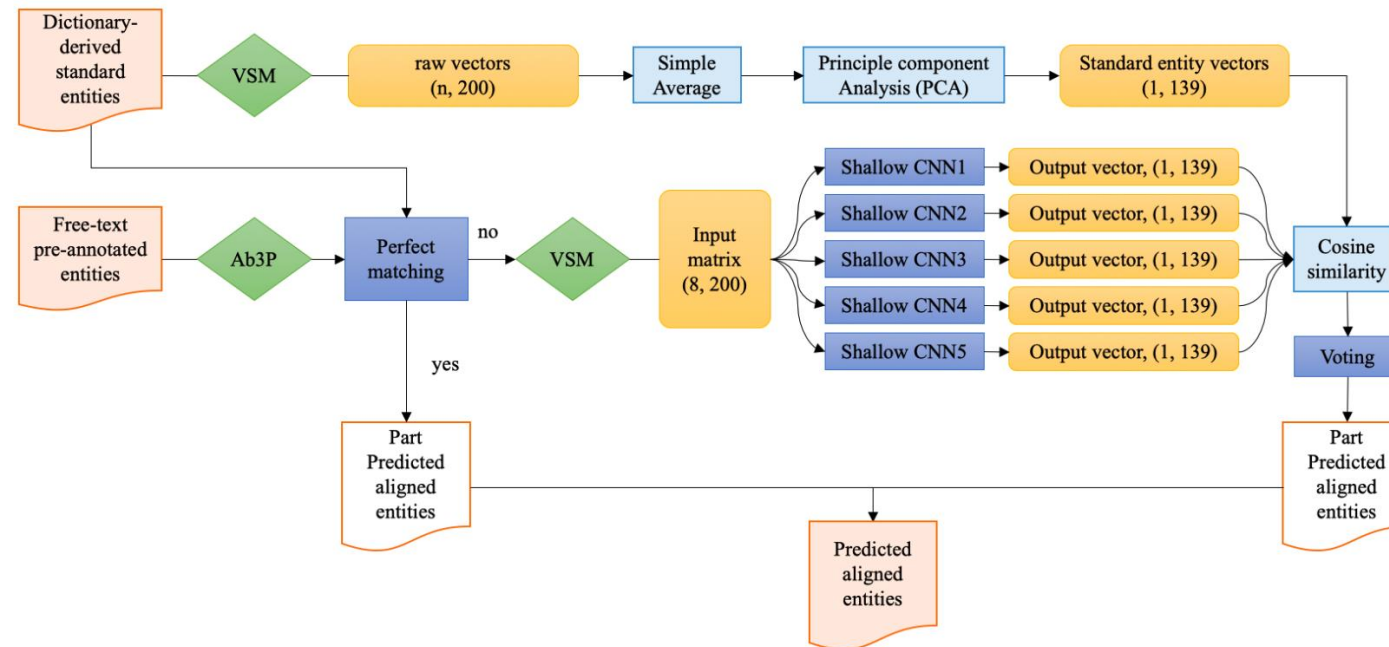 Dictionary-
derived
standard
entities
VSM
raw vectors
(n, 200)
Simple
Average
Principle component
Analysis (PCA)
Standard entity vectors
(1, 139)
Free-text
pre-annotated
entities
Ab3P
Perfect
matching
no
yes
VSM
Input
matrix
(8, 200)
Shallow CNN1
Output vector, (1, 139)
Shallow CNN2
Output vector, (1, 139)
Shallow CNN3
Output vector, (1, 139)
Shallow CNN4
Output vector, (1, 139)
Shallow CNN5
Output vector, (1, 139)
Cosine
similarity
Voting
Part
Predicted
aligned
entities
Part
Predicted
aligned
entities
Predicted
aligned
entities